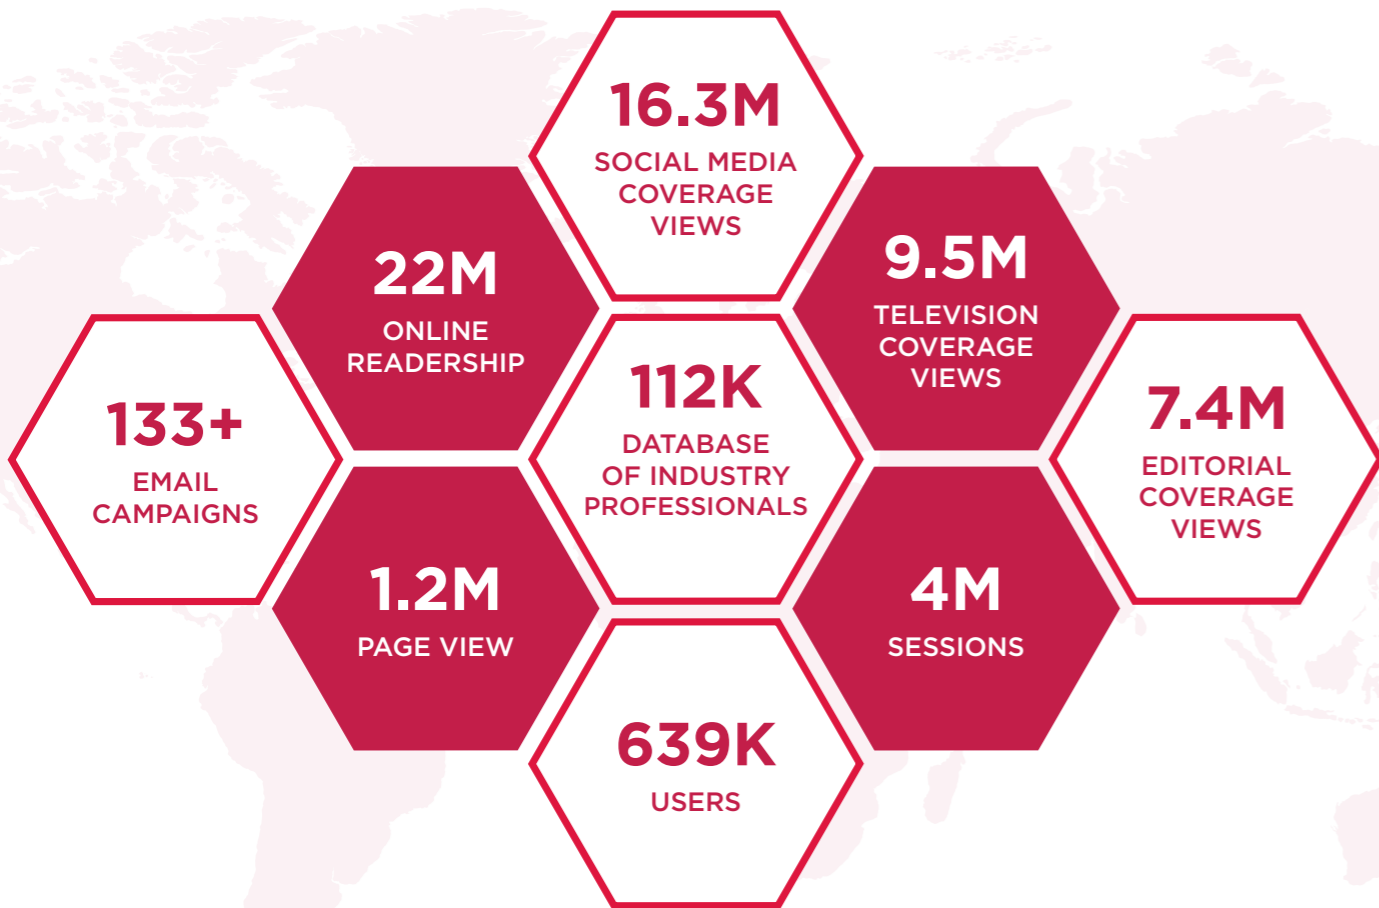 16.3M
SOCIAL MEDIA
COVERAGE
VIEWS
22M
ONLINE
READERSHIP
9.5M
TELEVISION
COVERAGE
VIEWS
133+
EMAIL
CAMPAIGNS
112K
DATABASE
OF INDUSTRY
PROFESSIONALS
7.4M
EDITORIAL
COVERAGE
VIEWS
1.2M
PAGE VIEW
4M
SESSIONS
639K
USERS